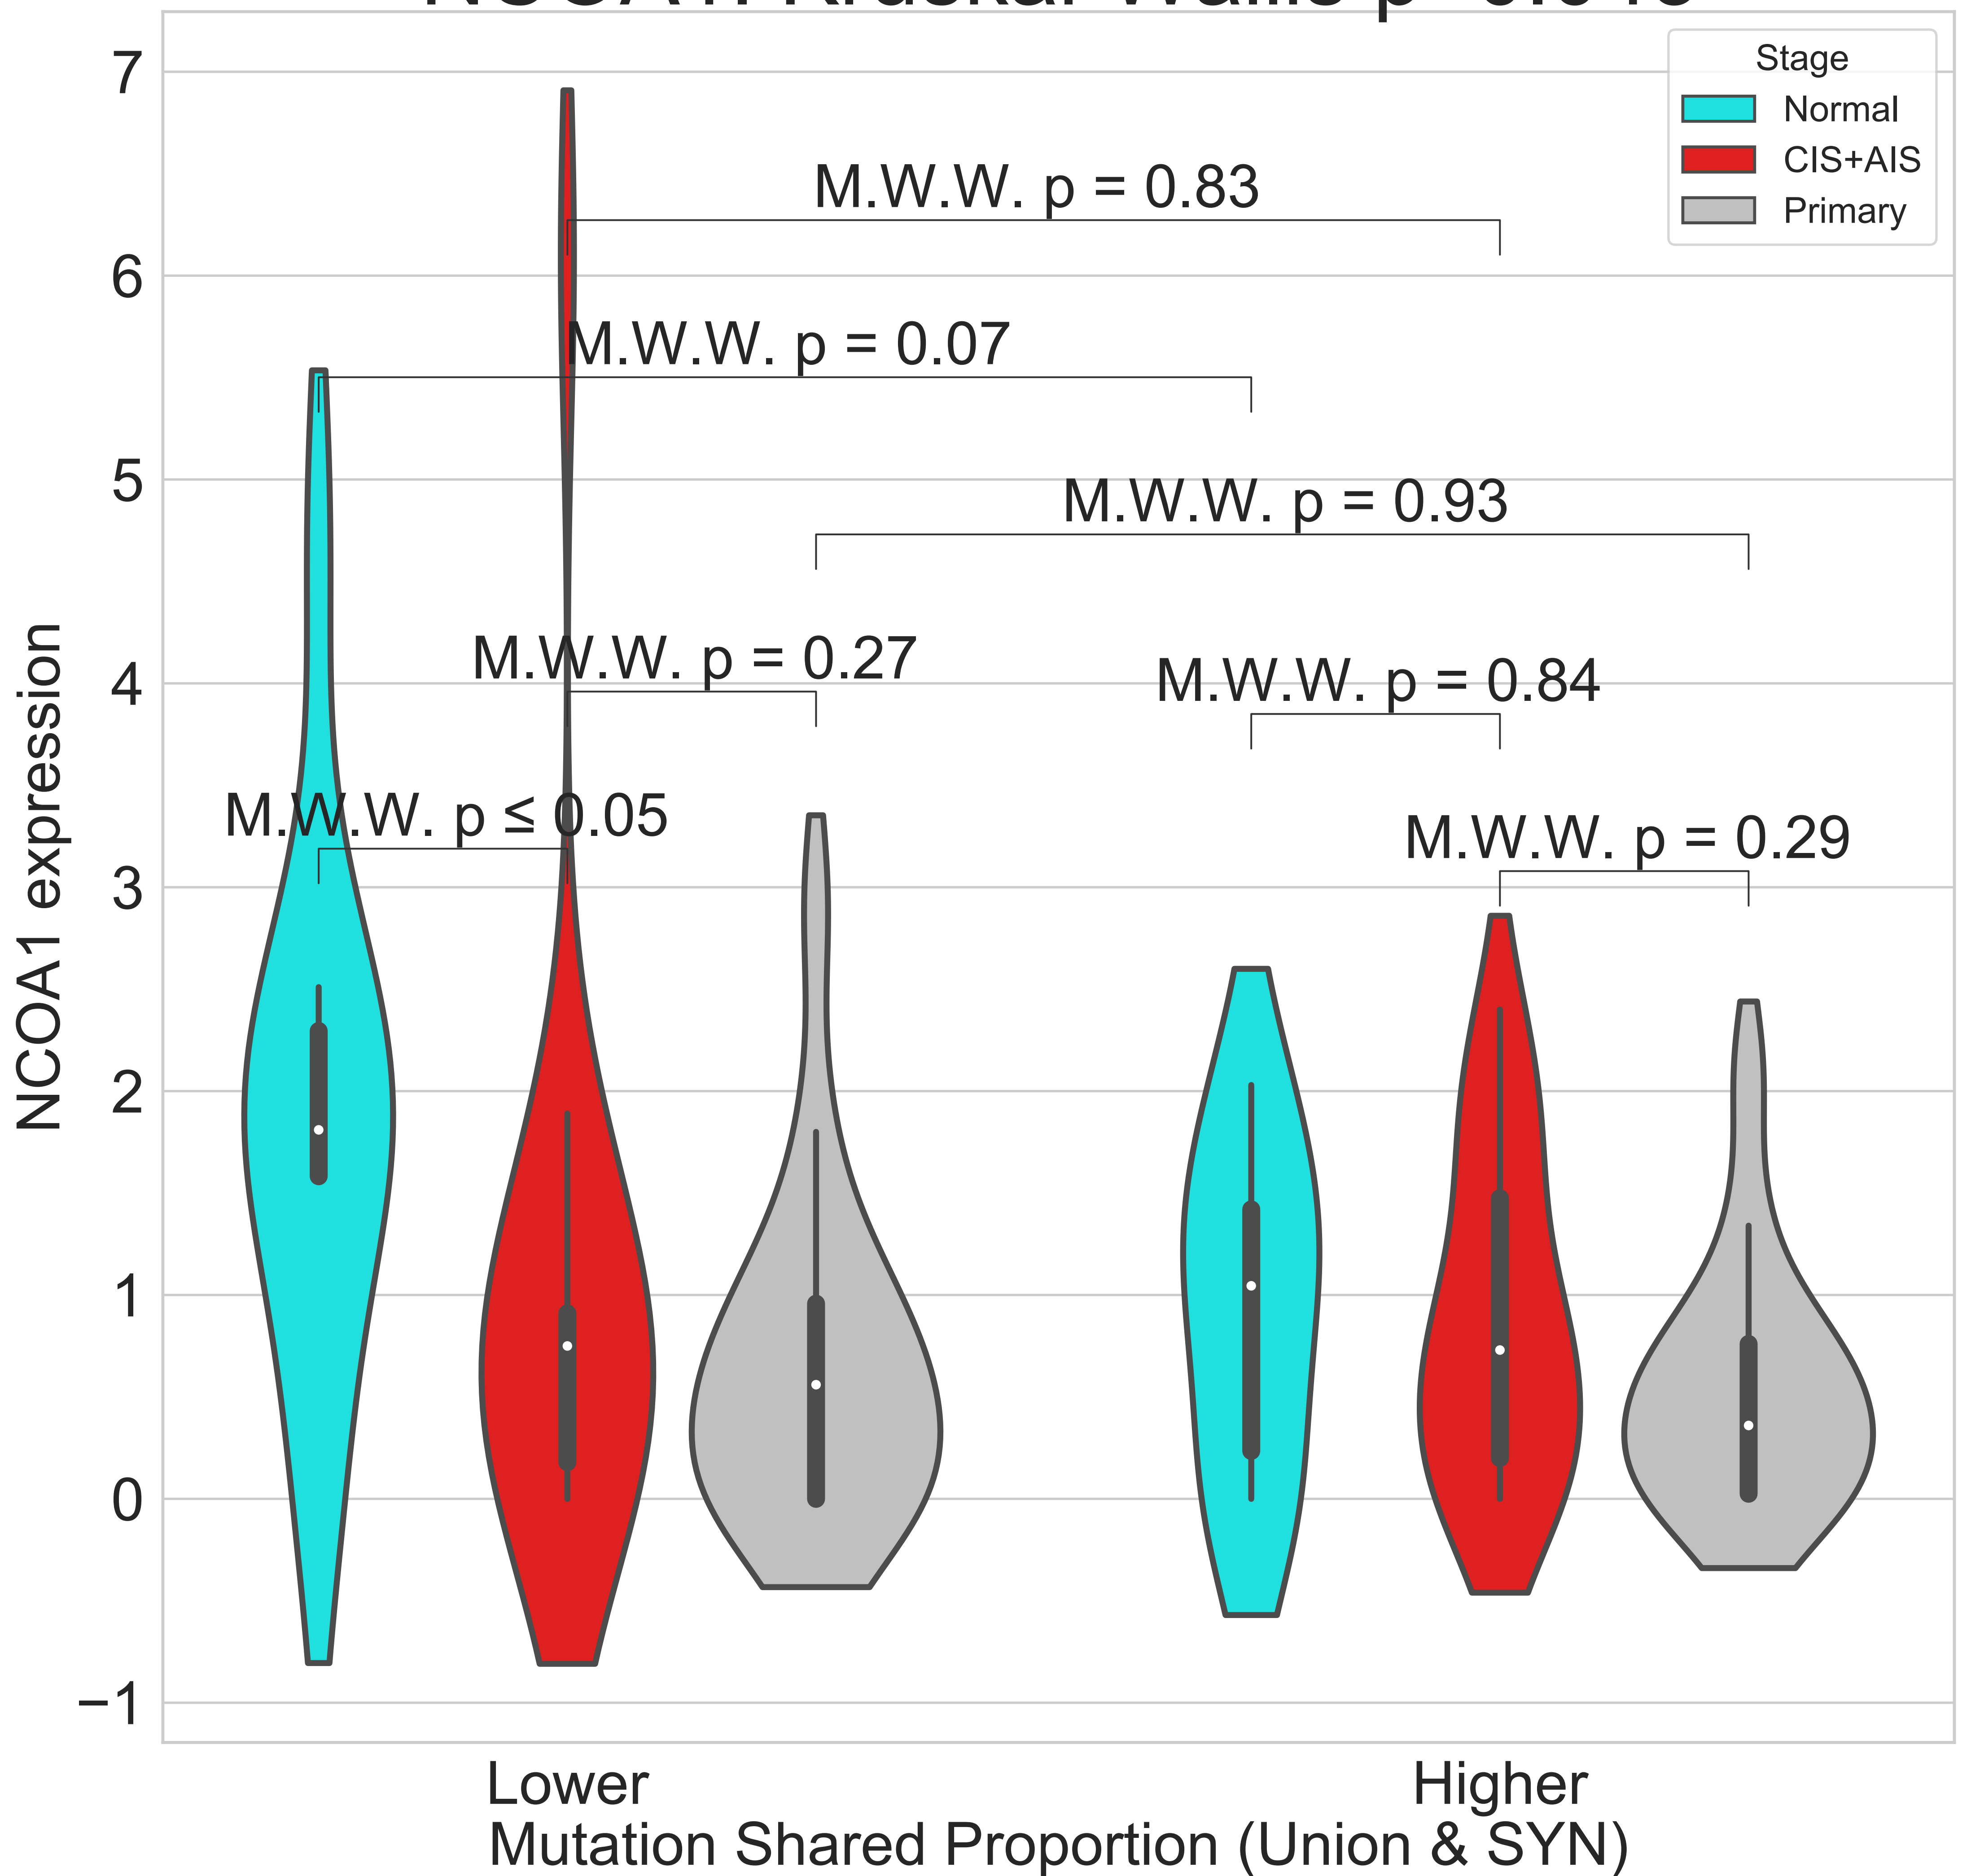 7
6
5
4
3
2
1
0
−1
NCOA1 expression
Stage
Normal
CIS+AIS
Primary
M.W.W. p = 0.83
M.W.W. p = 0.07
M.W.W. p = 0.93
M.W.W. p = 0.27
M.W.W. p = 0.84
M.W.W. p ≤ 0.05
M.W.W. p = 0.29
Lower
Higher
Mutation Shared Proportion (Union & SYN)